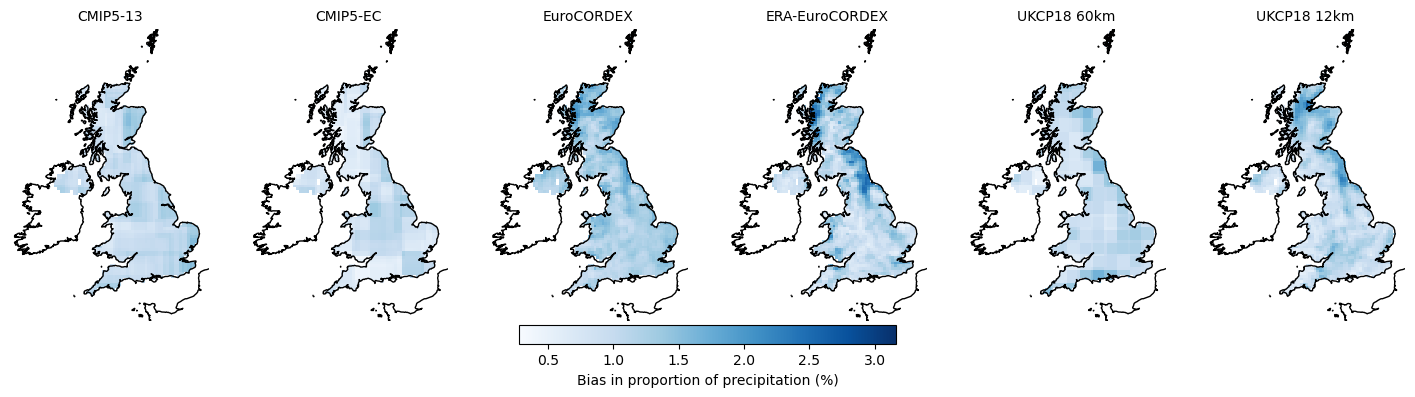 CMIP5-13
CMIP5-EC
EuroCORDEX
ERA-EuroCORDEX
UKCP18 60km
UKCP18 12km
0.5
1.0
1.5
2.0
2.5
3.0
Bias in proportion of precipitation (%)